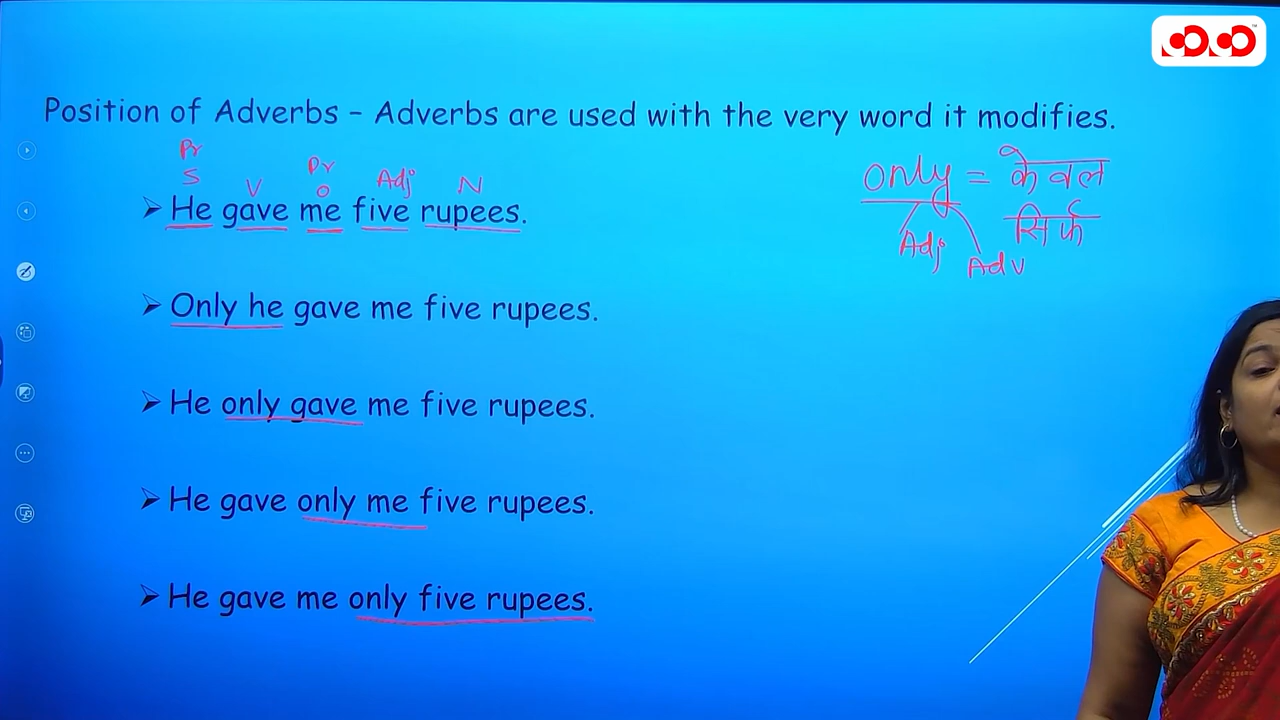 Position of Adverbs – Adverbs are used with the very word it modifies.
Pr Pr
S V O Adj N
➢ He gave me five rupees.
only = केवल
सिर्फ
Adj Adv
➢ Only he gave me five rupees.
➢ He only gave me five rupees.
➢ He gave only me five rupees.
➢ He gave me only five rupees.